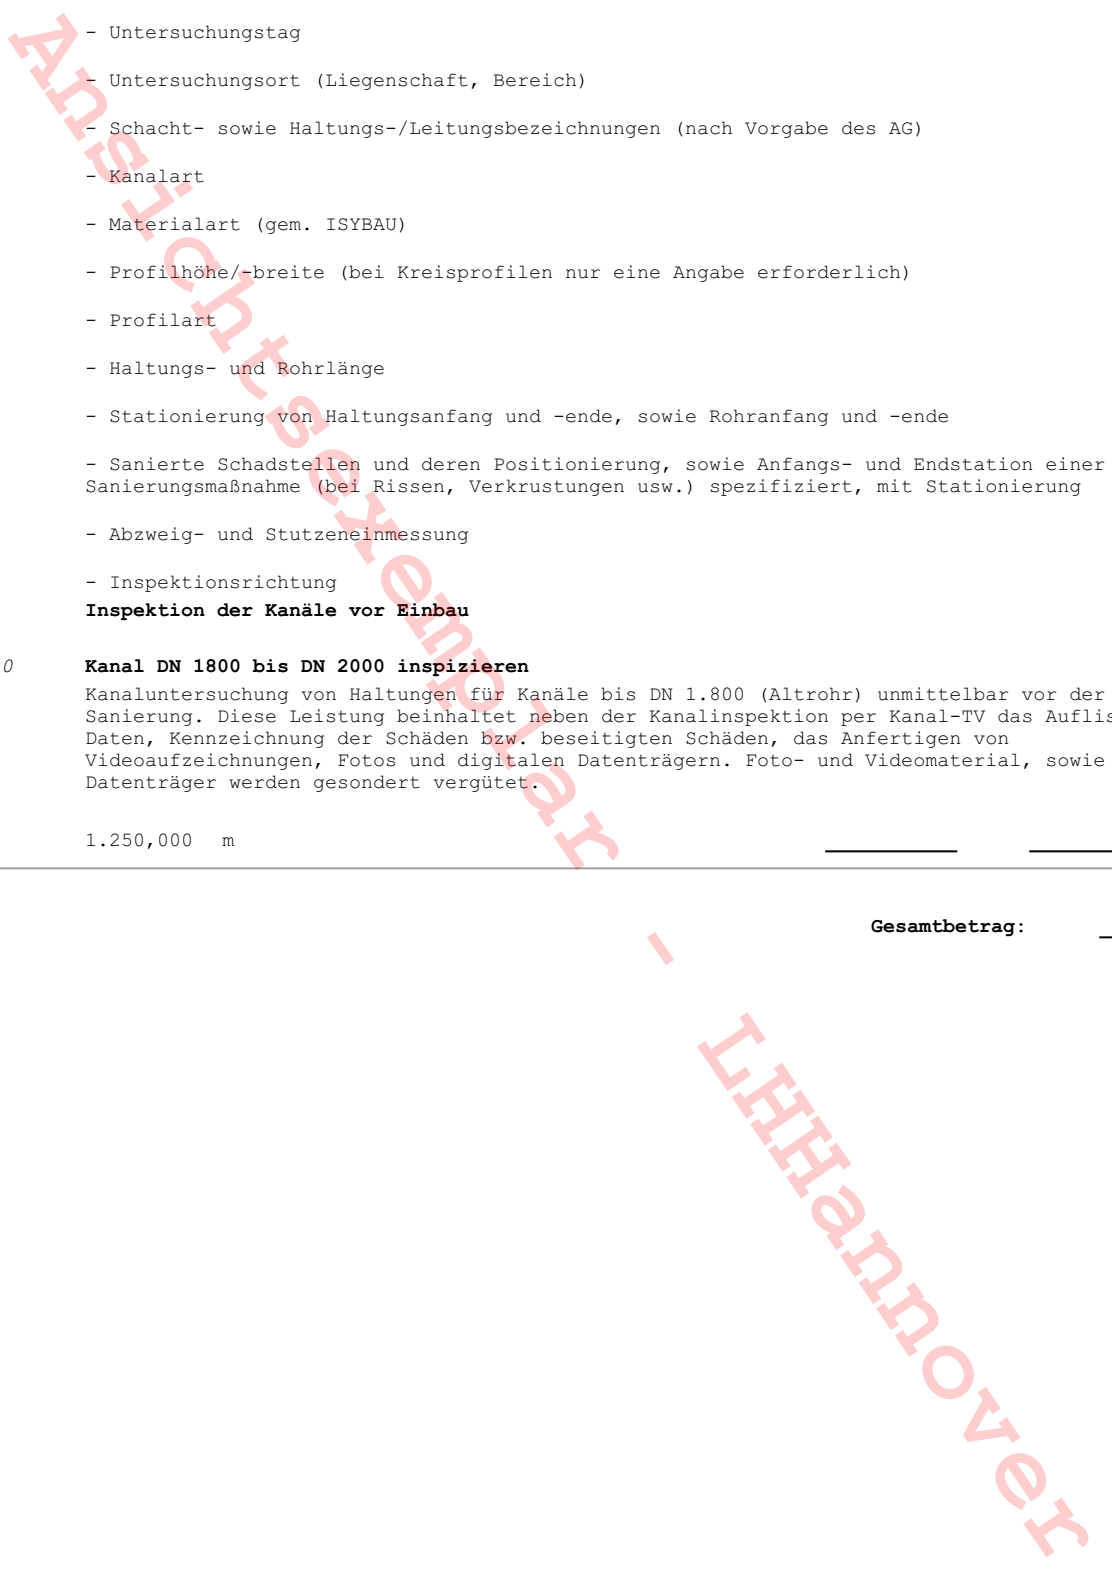 - Untersuchungstag
- Untersuchungsort (Liegenschaft, Bereich)
- Schacht- sowie Haltungs-/Leitungsbezeichnungen (nach Vorgabe des AG)
- Kanalart
- Materialart (gem. ISYBAU)
- Profilhöhe/-breite (bei Kreisprofilen nur eine Angabe erforderlich)
- Profilart
- Haltungs- und Rohrlänge
- Stationierung von Haltungsanfang und -ende, sowie Rohranfang und -ende
- Sanierte Schadstellen und deren Positionierung, sowie Anfangs- und Endstation einer
Sanierungsmaßnahme (bei Rissen, Verkrustungen usw.) spezifiziert, mit Stationierung
- Abzweig- und Stutzeneinmessung
- Inspektionsrichtung
Inspektion der Kanäle vor Einbau
0 Kanal DN 1800 bis DN 2000 inspizieren
Kanaluntersuchung von Haltungen für Kanäle bis DN 1.800 (Altrohr) unmittelbar vor der
Sanierung. Diese Leistung beinhaltet neben der Kanalinspektion per Kanal-TV das Auflis
Daten, Kennzeichnung der Schäden bzw. beseitigten Schäden, das Anfertigen von
Videoaufzeichnungen, Fotos und digitalen Datenträgern. Foto- und Videomaterial, sowie
Datenträger werden gesondert vergütet.
1.250,000 m
Gesamtbetrag:
Ansichtsexemplar - LHHannover